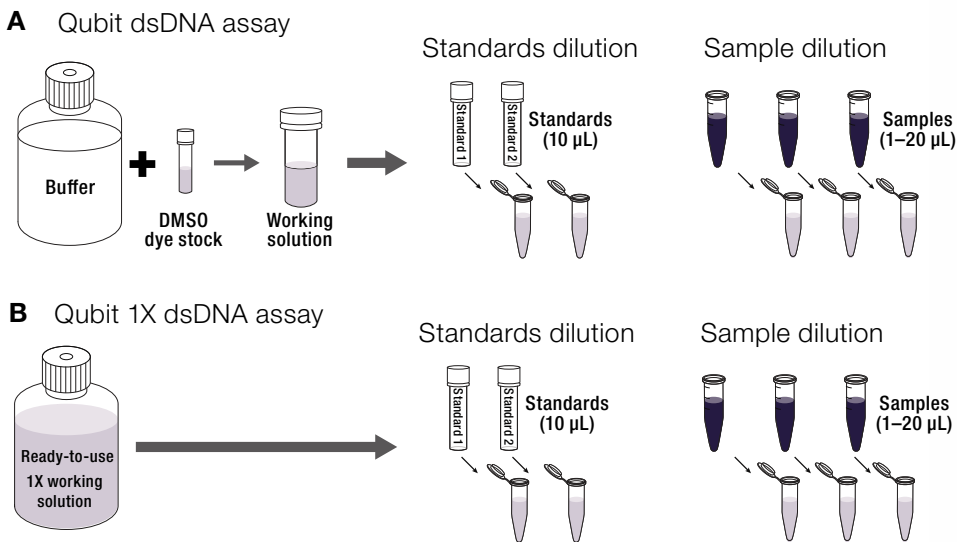 A Qubit dsDNA assay
Standards dilution
Sample dilution
Standard 1
Standard 2
Standards
(10 µL)
Samples
(1–20 µL)
Buffer
DMSO
dye stock
Working
solution
B Qubit 1X dsDNA assay
Standards dilution
Sample dilution
Standard 1
Standard 2
Standards
(10 µL)
Samples
(1–20 µL)
Ready-to-use
1X working
solution